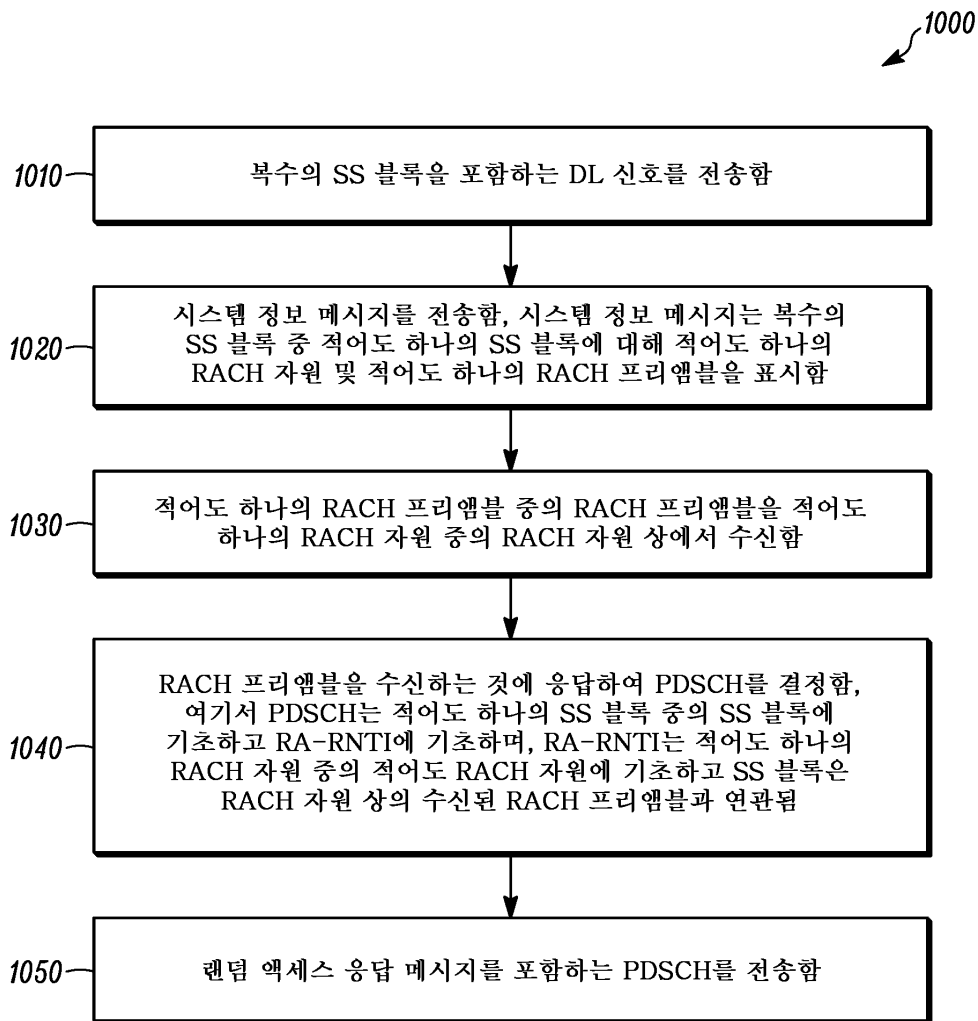 1000
1010
복수의 SS 블록을 포함하는 DL 신호를 전송함
1020
시스템 정보 메시지를 전송함, 시스템 정보 메시지는 복수의
SS 블록 중 적어도 하나의 SS 블록에 대해 적어도 하나의
RACH 자원 및 적어도 하나의 RACH 프리앰블을 표시함
1030
적어도 하나의 RACH 프리앰블 중의 RACH 프리앰블을 적어도
하나의 RACH 자원 중의 RACH 자원 상에서 수신함
1040
RACH 프리앰블을 수신하는 것에 응답하여 PDSCH를 결정함,
여기서 PDSCH는 적어도 하나의 SS 블록 중의 SS 블록에
기초하고 RA-RNTI에 기초하며, RA-RNTI는 적어도 하나의
RACH 자원 중의 적어도 RACH 자원에 기초하고 SS 블록은
RACH 자원 상의 수신된 RACH 프리앰블과 연관됨
1050
랜덤 액세스 응답 메시지를 포함하는 PDSCH를 전송함